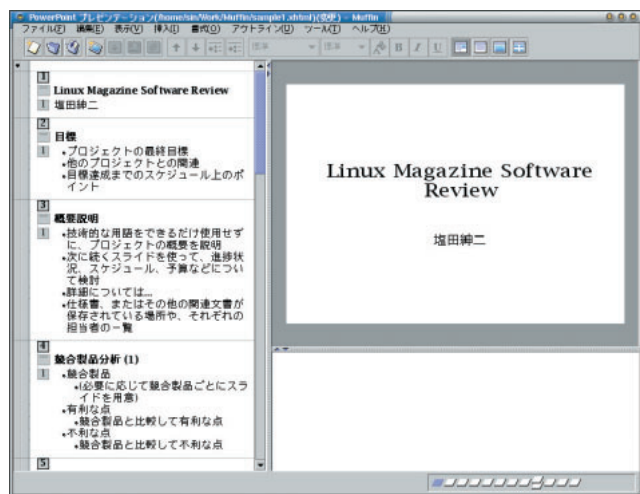 PowerPoint プレゼンテーション(/home/sin/Work/Muffin/sample1.xhtml)(変更) – Muffin
ファイル(F) 編集(E) 表示(V) 挿入(I) 書式(O) アウトライン(U) ツール(T) ヘルプ(H)
標準 標準 B I U
1
Linux Magazine Software Review
1 塩田紳二
2
目標
1 •プロジェクトの最終目標
•他のプロジェクトとの関連
•目標達成までのスケジュール上のポ
イント
3
概要説明
1 •技術的な用語をできるだけ使用せず
に、プロジェクトの概要を説明
•次に続くスライドを使って、進捗状
況、スケジュール、予算などについ
て検討
•詳細については...
•仕様書、またはその他の関連文書が
保存されている場所や、それぞれの
担当者の一覧
4
競合製品分析 (1)
1 •競合製品
•(必要に応じて競合製品ごとにスラ
イドを用意)
•有利な点
•競合製品と比較して有利な点
•不利な点
•競合製品と比較して不利な点
5
Linux Magazine Software
Review
塩田紳二